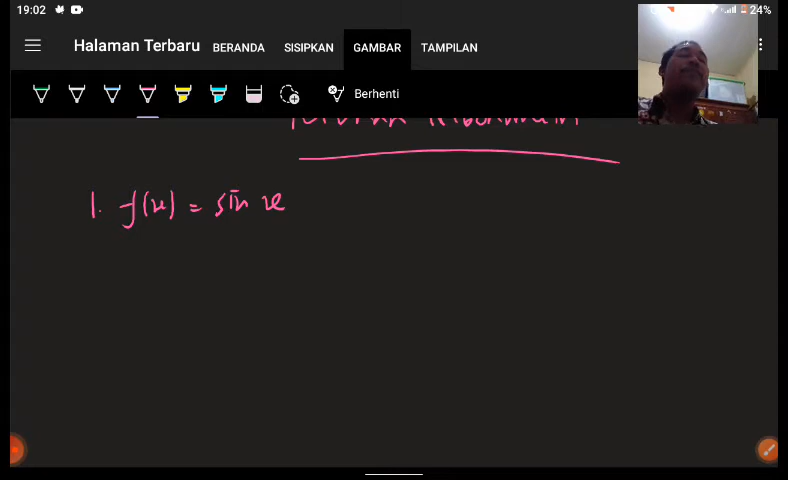 19:02 24%
Halaman Terbaru BERANDA SISIPKAN GAMBAR TAMPILAN
Berhenti
1. f(x) = sin x